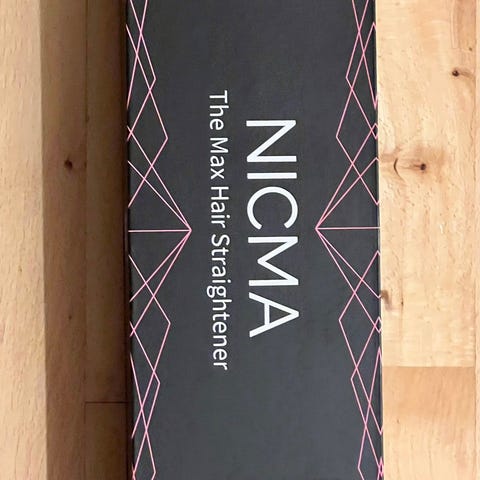 NICMA
The Max Hair Straightener